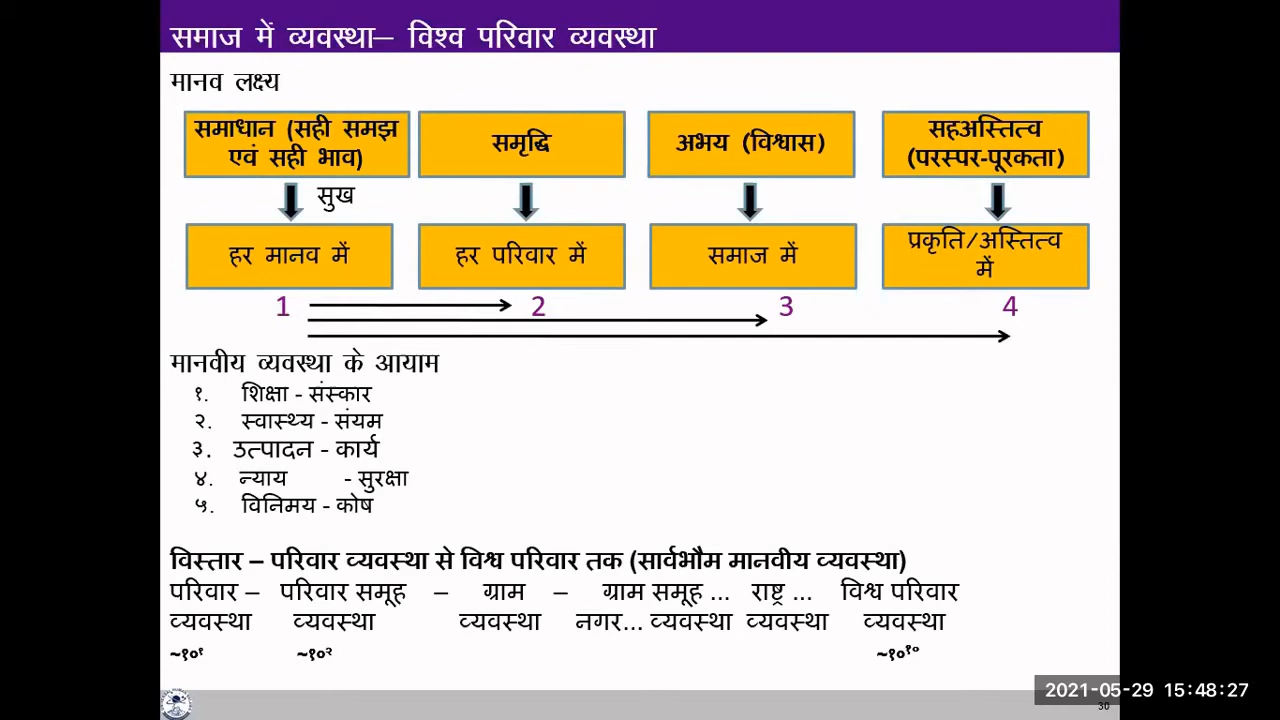 समाज में व्यवस्था– विश्व परिवार व्यवस्था
मानव लक्ष्य
समाधान (सही समझ
एवं सही भाव)
समृद्धि
अभय (विश्वास)
सहअस्तित्व
(परस्पर-पूरकता)
सुख
हर मानव में
हर परिवार में
समाज में
प्रकृति/अस्तित्व
में
1 2 3 4
मानवीय व्यवस्था के आयाम
१. शिक्षा - संस्कार
२. स्वास्थ्य - संयम
३. उत्पादन - कार्य
४. न्याय - सुरक्षा
५. विनिमय - कोष
विस्तार – परिवार व्यवस्था से विश्व परिवार तक (सार्वभौम मानवीय व्यवस्था)
परिवार – परिवार समूह – ग्राम – ग्राम समूह ... राष्ट्र ... विश्व परिवार
व्यवस्था व्यवस्था व्यवस्था नगर... व्यवस्था व्यवस्था व्यवस्था
~१०¹ ~१०² ~१०¹⁰
2021-05-29 15:48:27
30